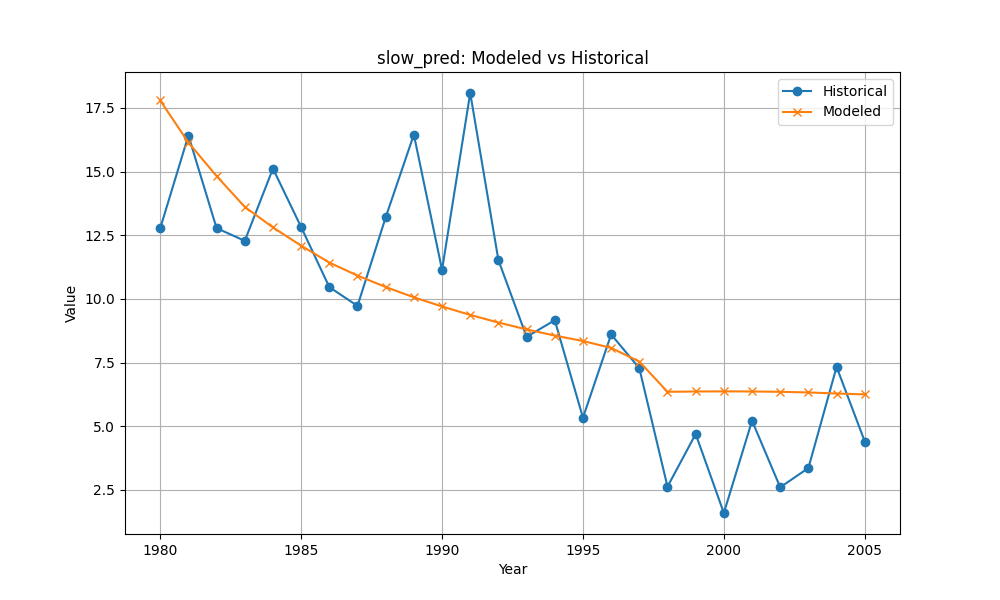 slow_pred: Modeled vs Historical
Historical
Modeled
17.5
15.0
12.5
10.0
7.5
5.0
2.5
Value
1980
1985
1990
1995
2000
2005
Year